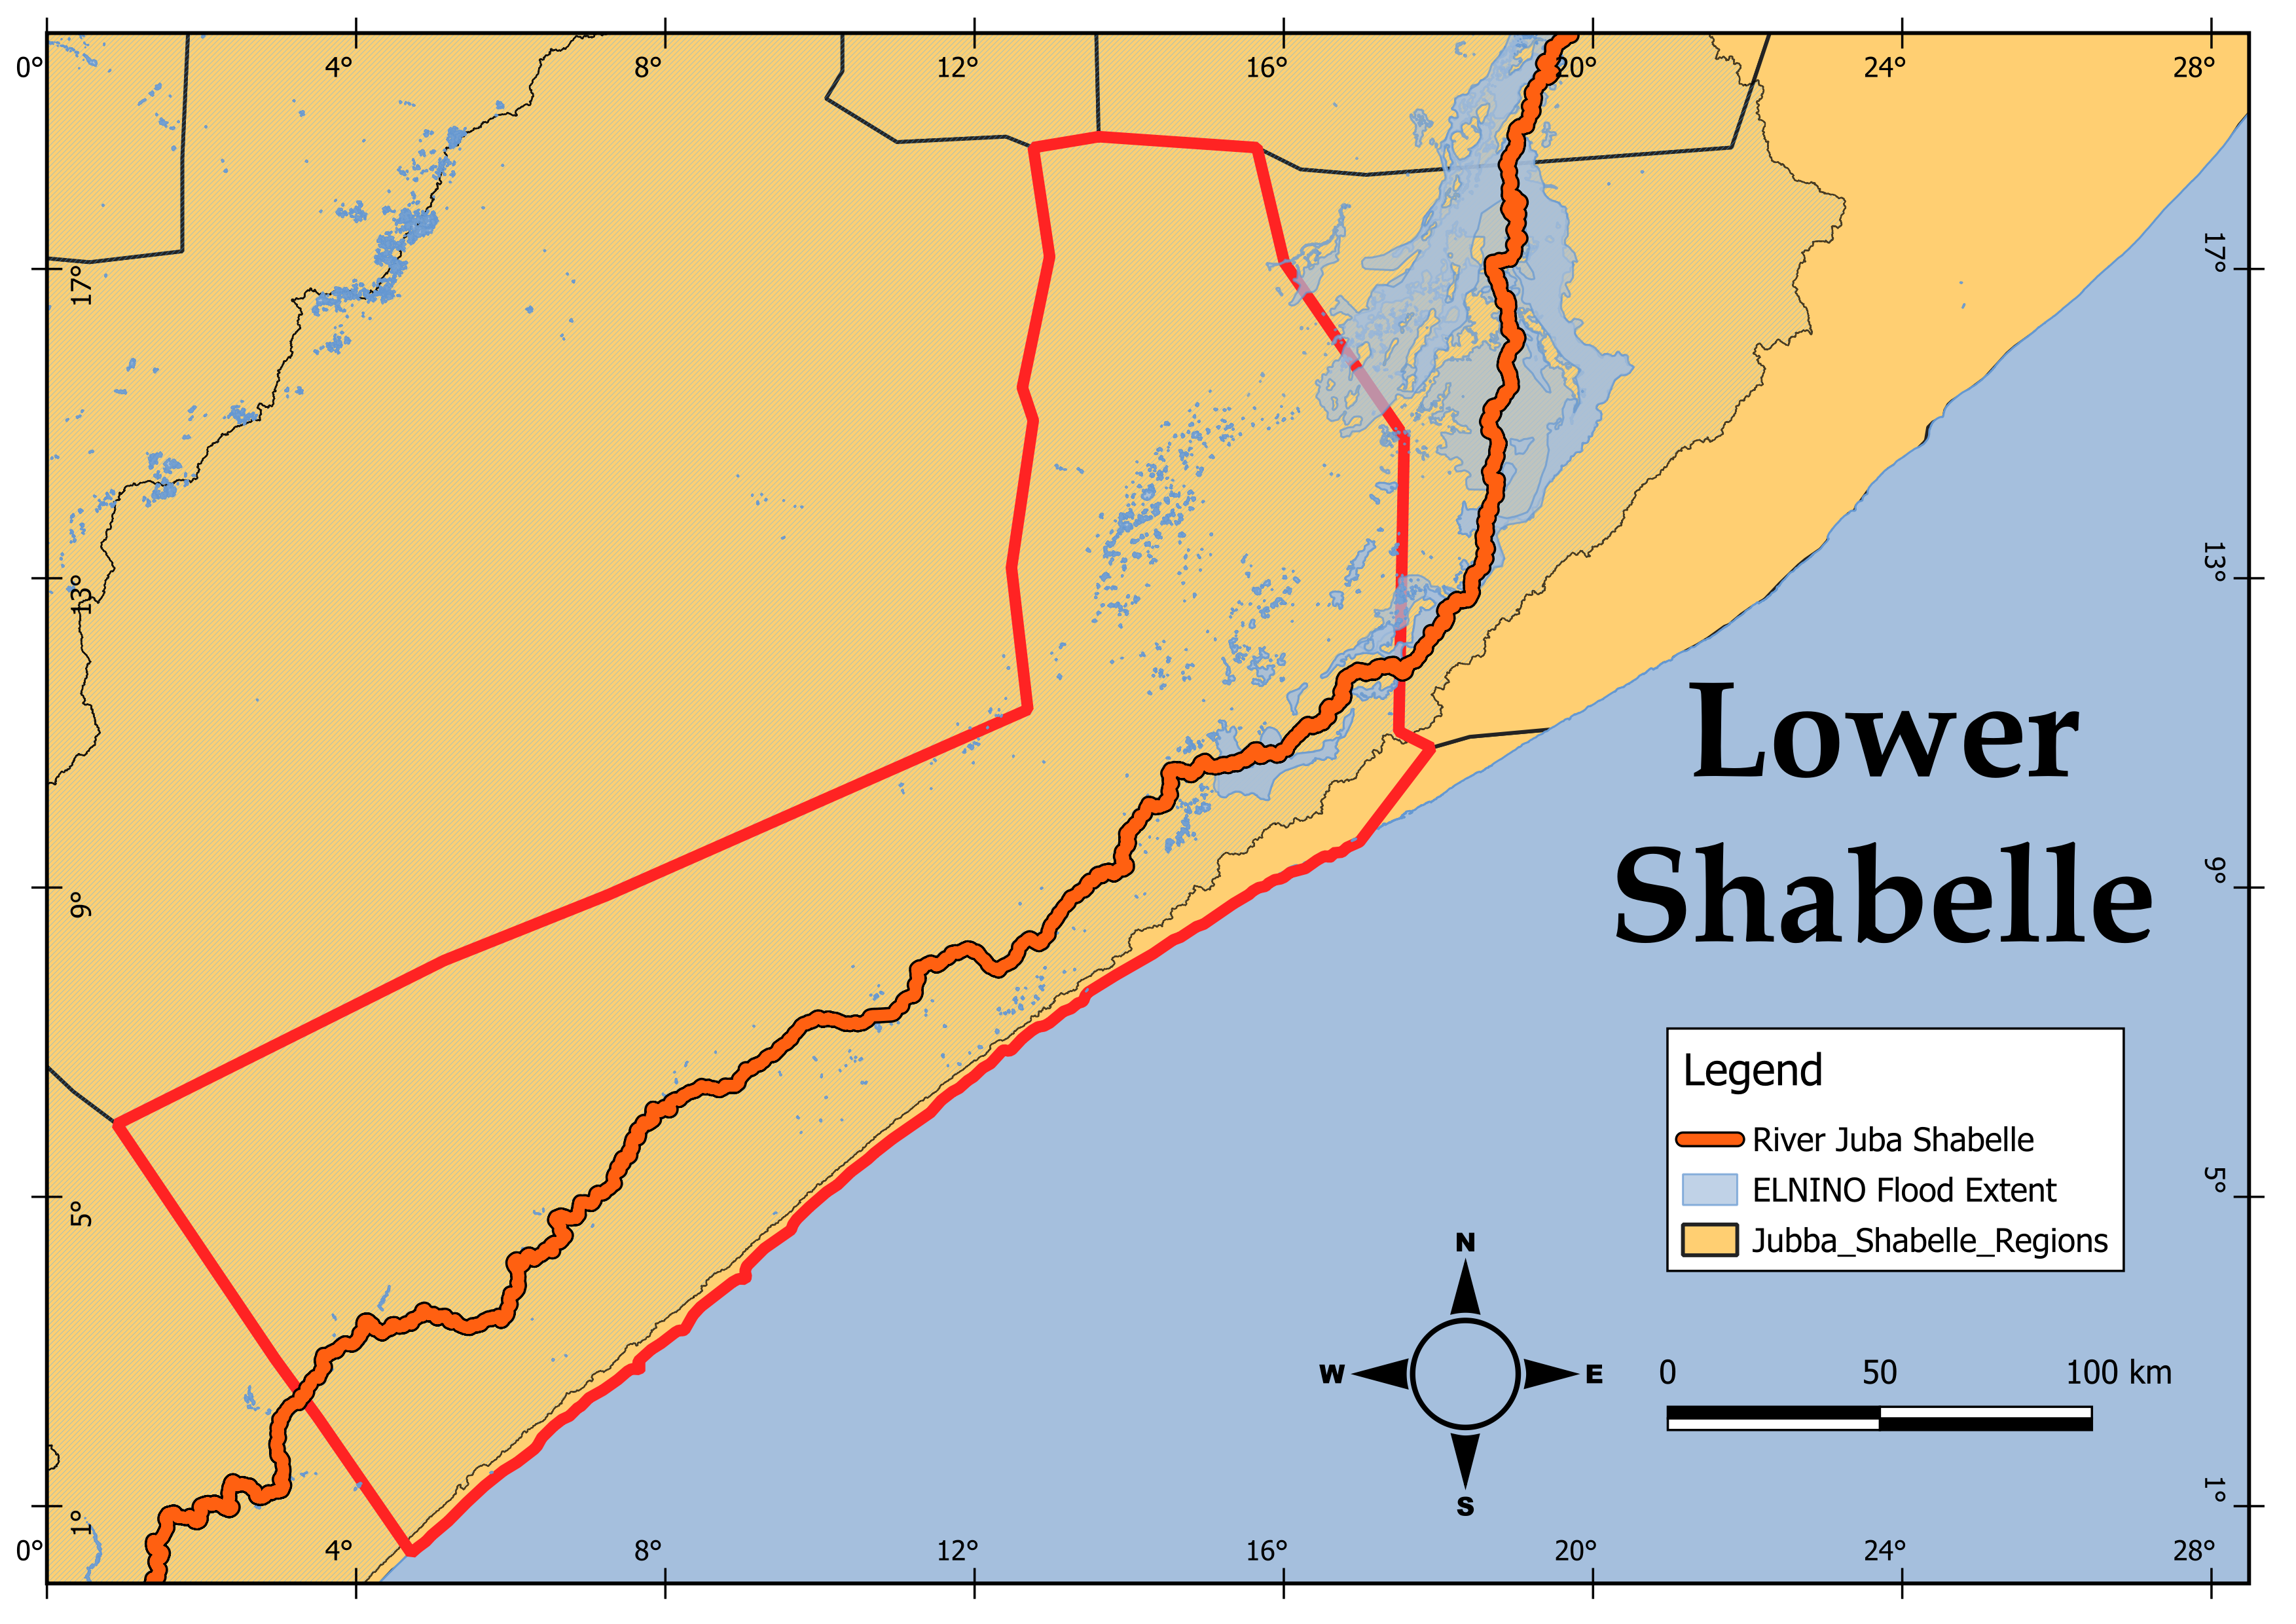 0° 4° 8° 12° 16° 20° 24° 28°
17° 17°
13° 13°
Lower
Shabelle
9° 9°
Legend
River Juba Shabelle
ELNINO Flood Extent
Jubba_Shabelle_Regions
5° 5°
N
W E
S
0 50 100 km
1° 1°
0° 4° 8° 12° 16° 20° 24° 28°